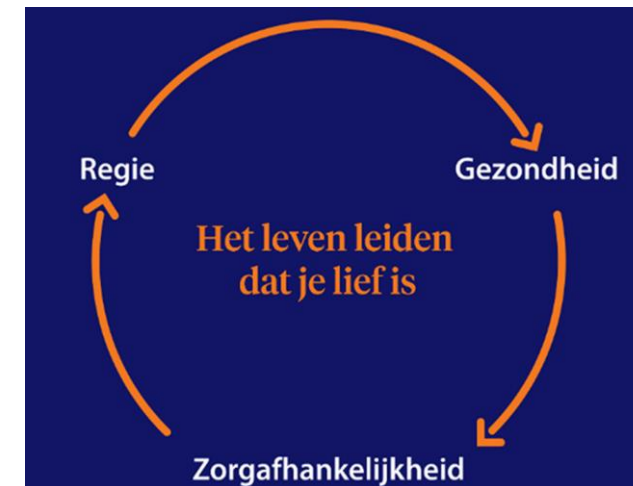 Regie
Gezondheid
Het leven leiden
dat je lief is
Zorgafhankelijkheid